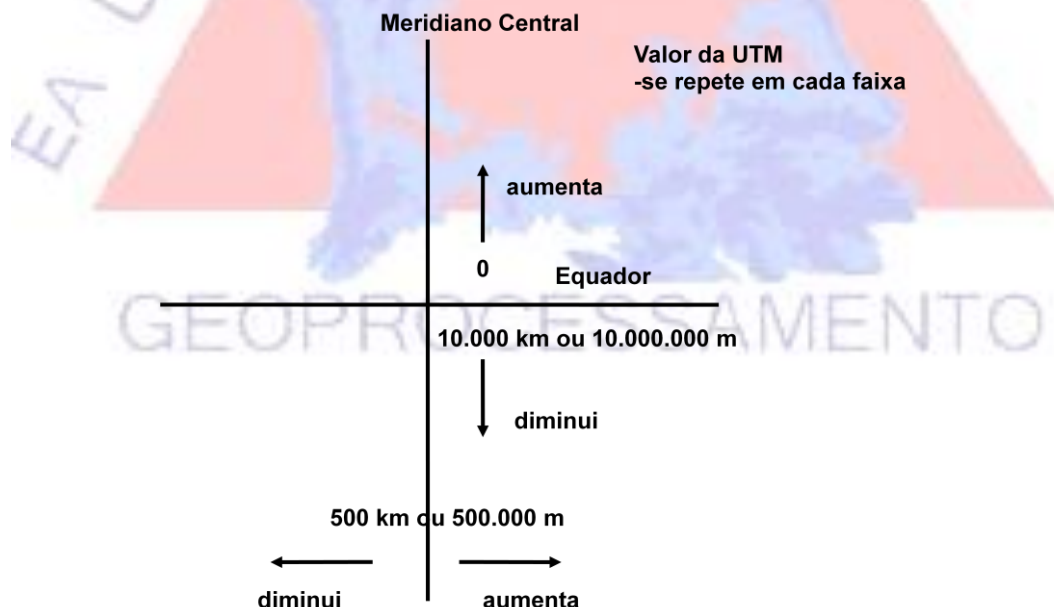 Meridiano Central
Valor da UTM
-se repete em cada faixa
aumenta
0
Equador
GEOPROCESSAMENTO
10.000 km ou 10.000.000 m
diminui
500 km ou 500.000 m
diminui
aumenta